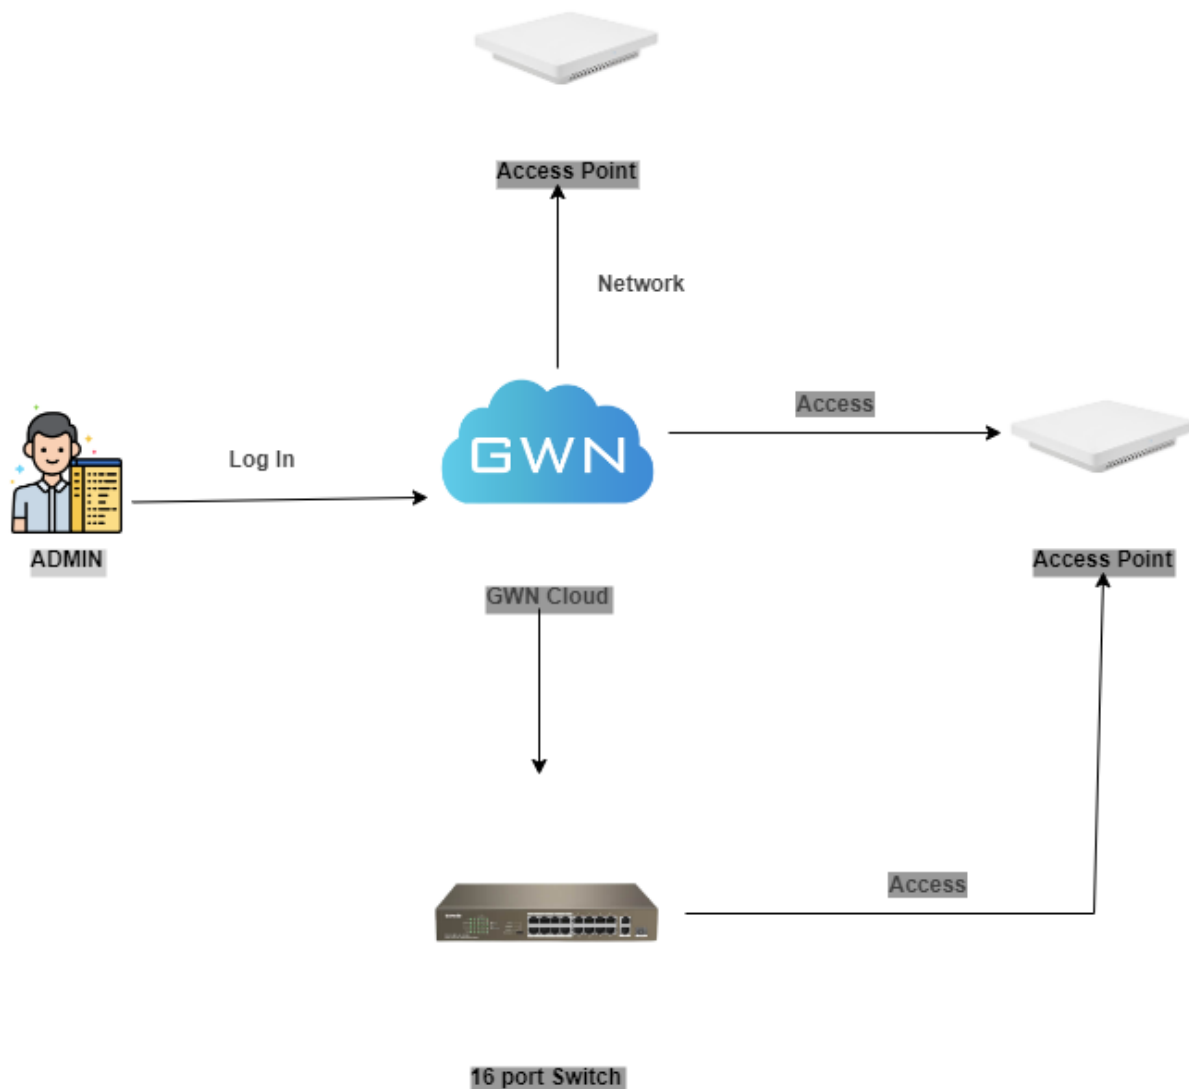 Access Point
Network
Access
Log In
GWN
ADMIN
Access Point
GWN Cloud
Access
16 port Switch